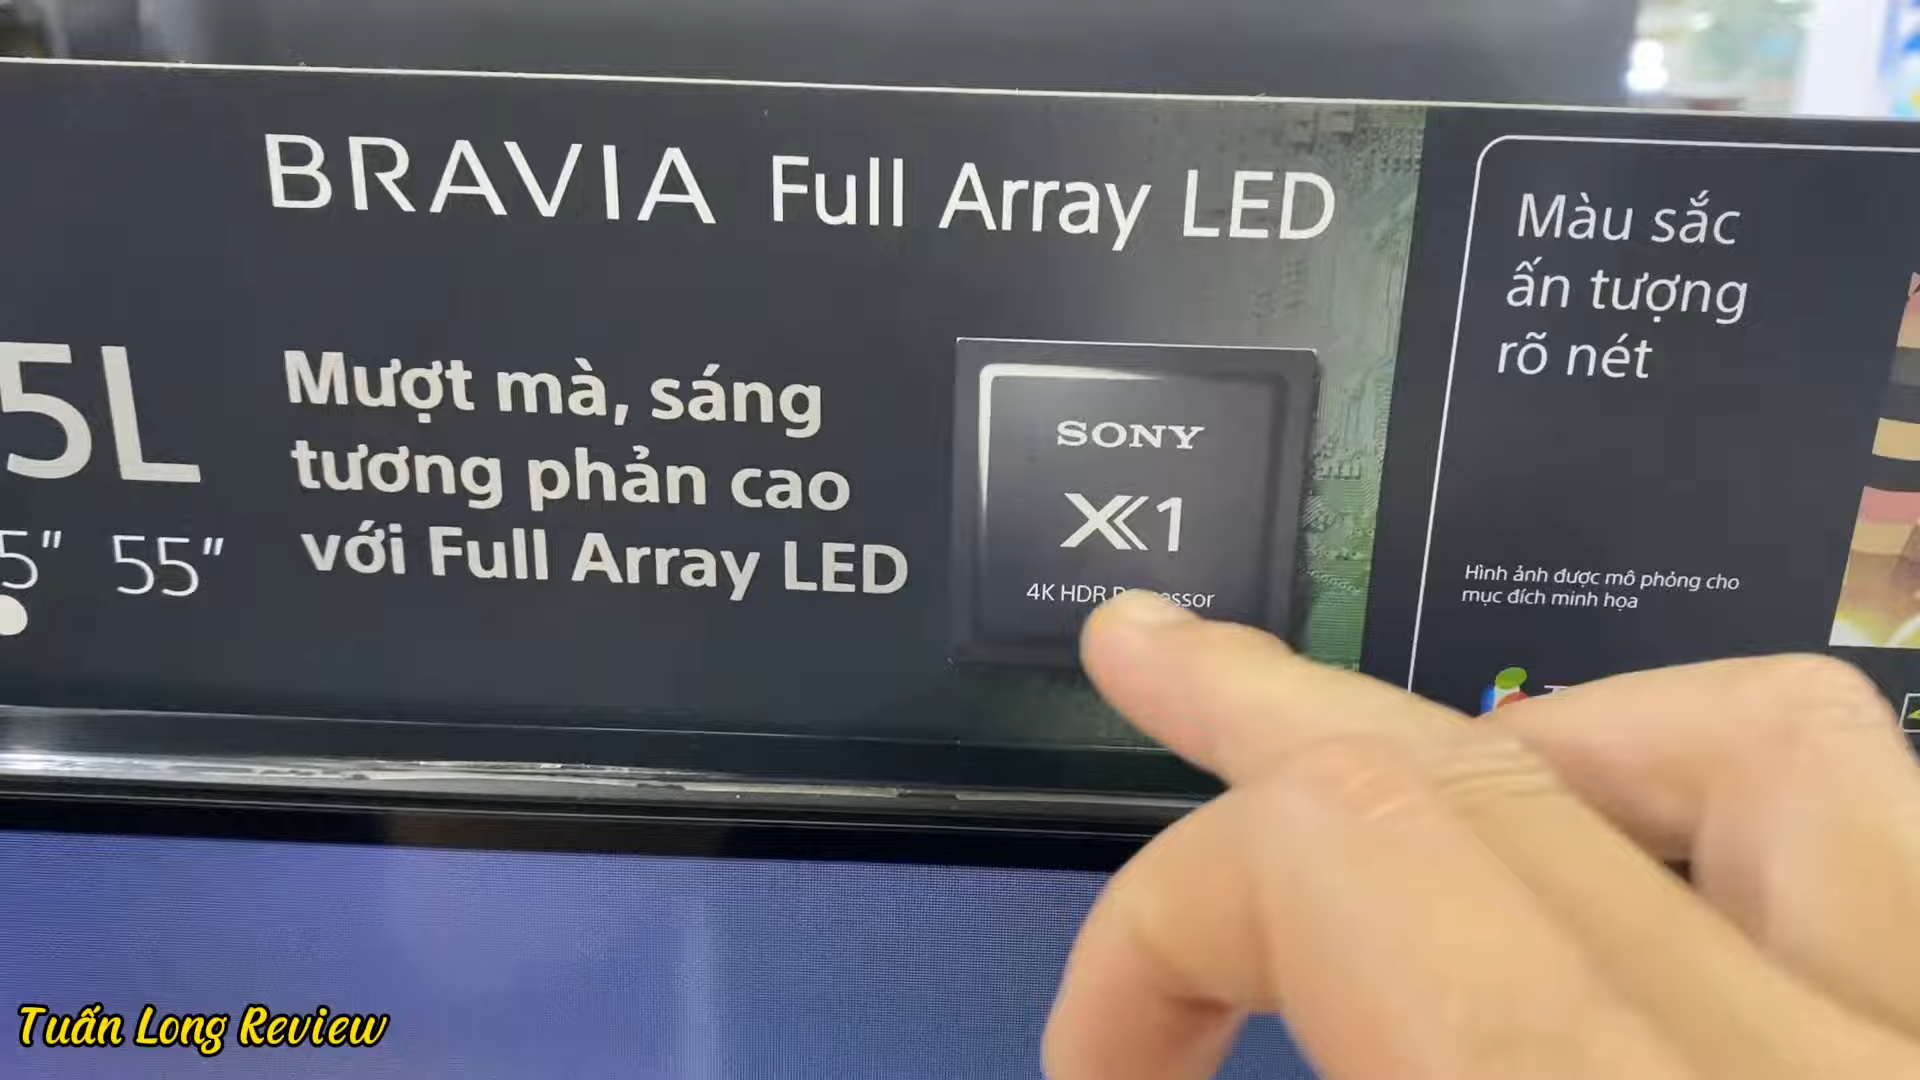 BRAVIA Full Array LED
5L
5" 55"
Mượt mà, sáng
tương phản cao
với Full Array LED
SONY
X1
4K HDR
Màu sắc
ấn tượng
rõ nét
Hình ảnh được mô phỏng cho
mục đích minh họa
Tuấn Long Review